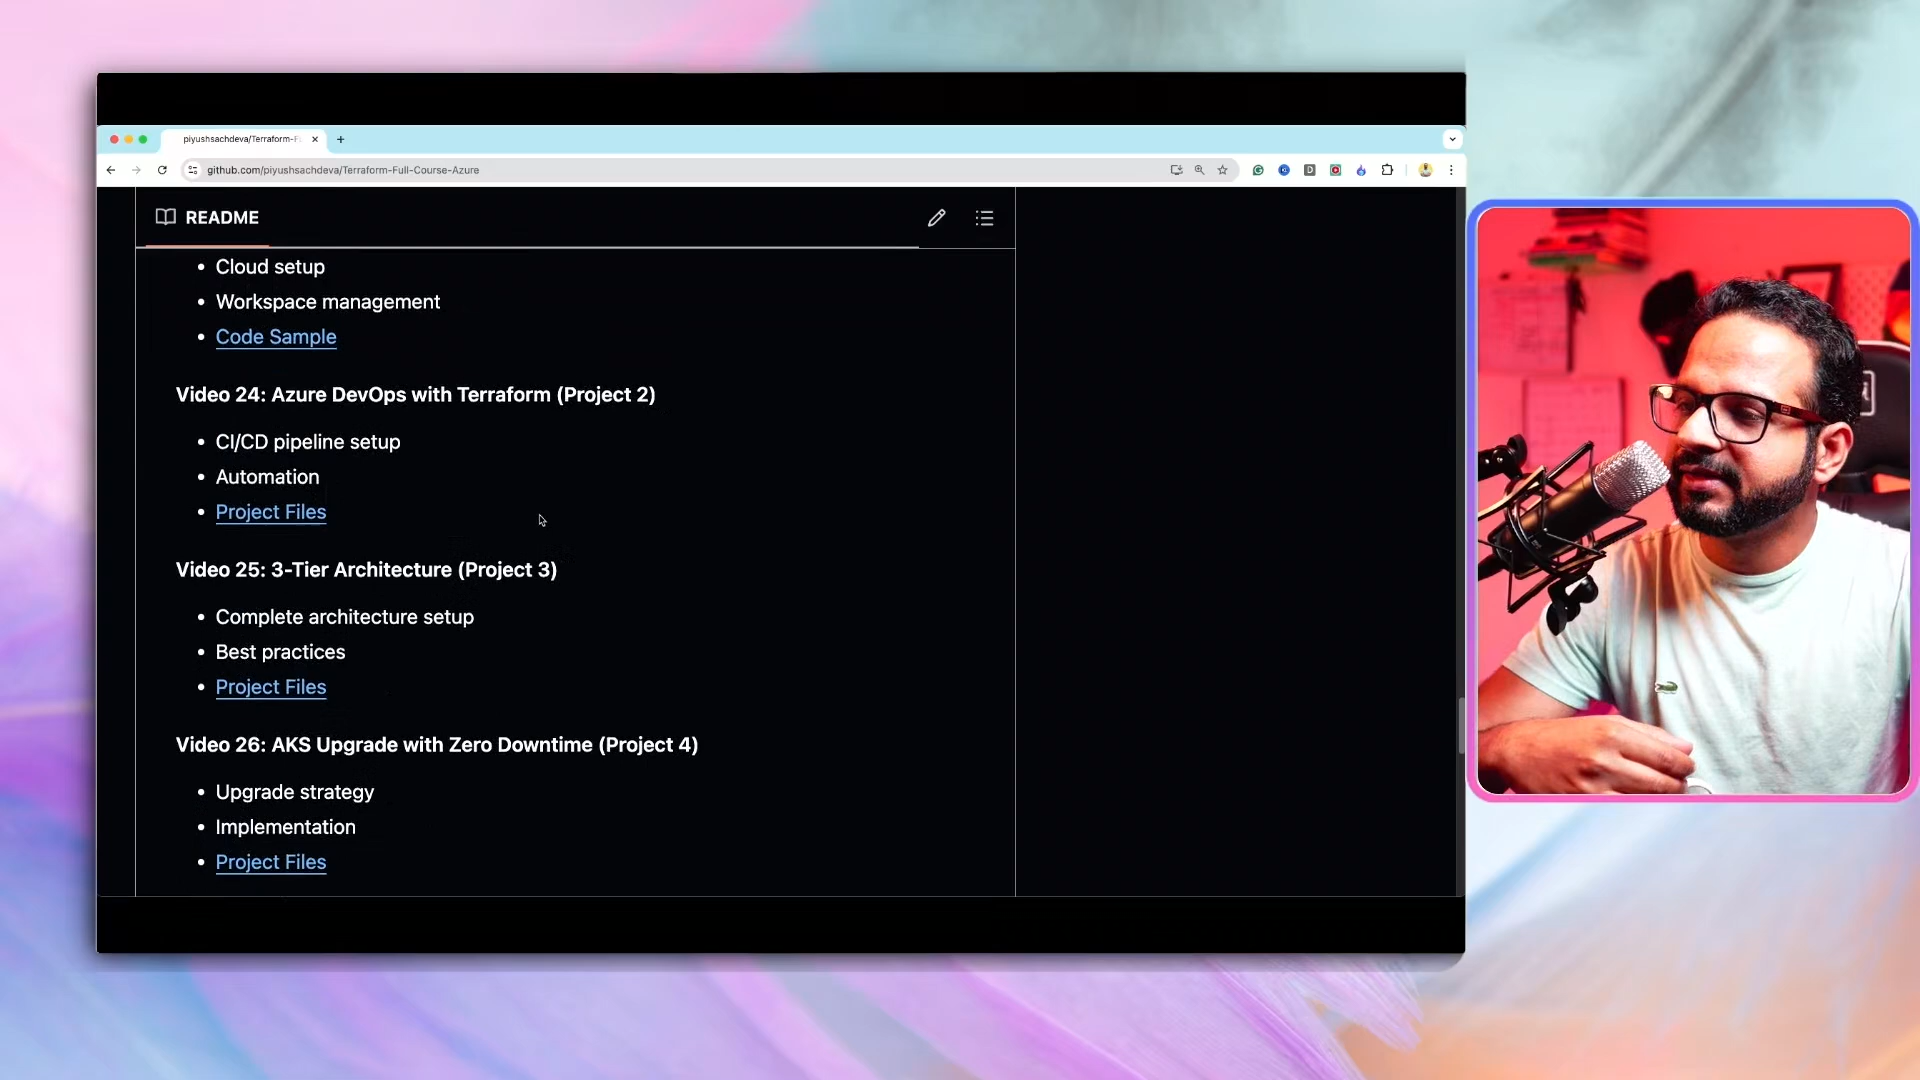 piyushsachdeva/Terraform-Fu
github.com/piyushsachdeva/Terraform-Full-Course-Azure
README
Cloud setup
Workspace management
Code Sample
Video 24: Azure DevOps with Terraform (Project 2)
CI/CD pipeline setup
Automation
Project Files
Video 25: 3-Tier Architecture (Project 3)
Complete architecture setup
Best practices
Project Files
Video 26: AKS Upgrade with Zero Downtime (Project 4)
Upgrade strategy
Implementation
Project Files